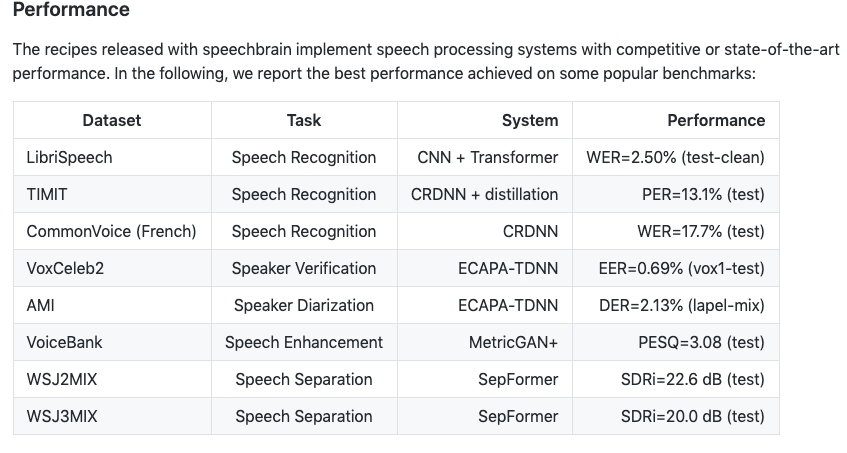 Performance
The recipes released with speechbrain implement speech processing systems with competitive or state-of-the-art
performance. In the following, we report the best performance achieved on some popular benchmarks:
Dataset Task System Performance
LibriSpeech Speech Recognition CNN + Transformer WER=2.50% (test-clean)
TIMIT Speech Recognition CRDNN + distillation PER=13.1% (test)
CommonVoice (French) Speech Recognition CRDNN WER=17.7% (test)
VoxCeleb2 Speaker Verification ECAPA-TDNN EER=0.69% (vox1-test)
AMI Speaker Diarization ECAPA-TDNN DER=2.13% (lapel-mix)
VoiceBank Speech Enhancement MetricGAN+ PESQ=3.08 (test)
WSJ2MIX Speech Separation SepFormer SDRi=22.6 dB (test)
WSJ3MIX Speech Separation SepFormer SDRi=20.0 dB (test)